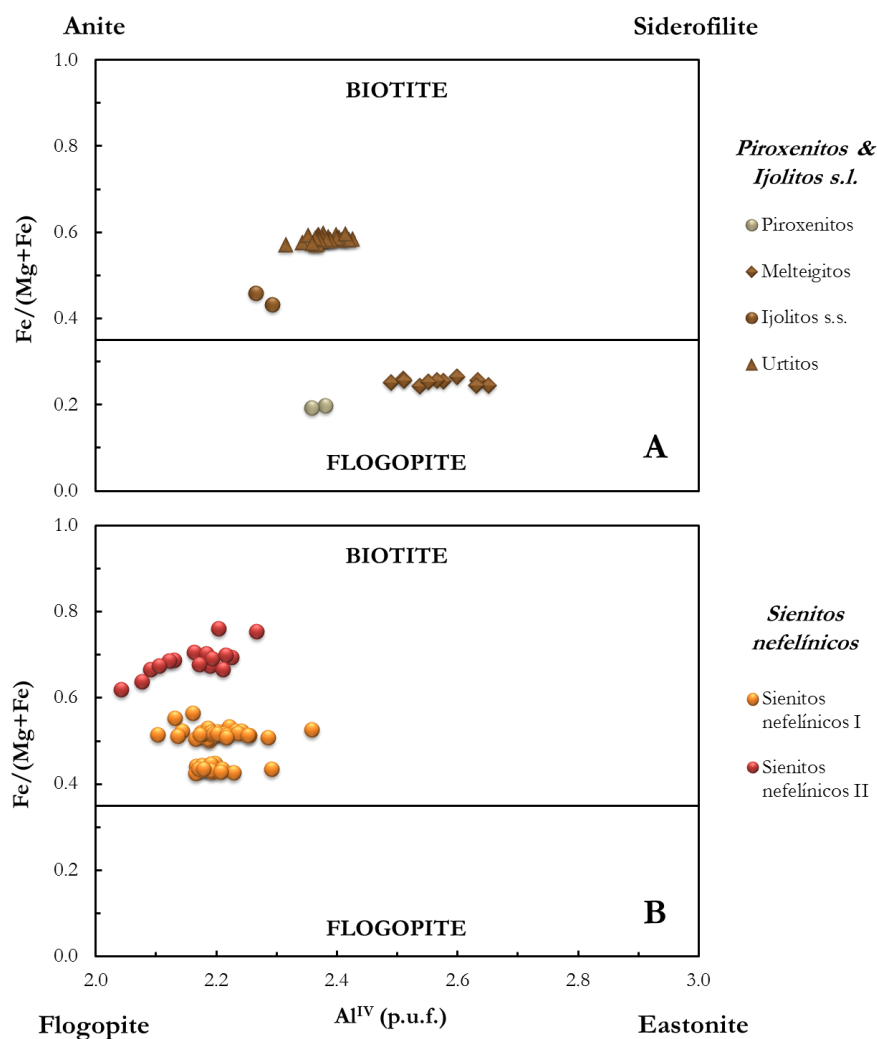 Anite
Siderofilite
1.0
BIOTITE
0.8
Fe/(Mg+Fe)
0.6
0.4
0.2
A
FLOGOPITE
0.0
Piroxenitos &
Ijolitos s.l.
Piroxenitos
Melteigitos
Ijolitos s.s.
Urtitos
1.0
BIOTITE
0.8
Fe/(Mg+Fe)
0.6
0.4
0.2
B
FLOGOPITE
0.0
2.0
2.2
2.4
2.6
2.8
3.0
Sienitos
nefelínicos
Sienitos
nefelínicos I
Sienitos
nefelínicos II
Flogopite
Al^IV (p.u.f.)
Eastonite